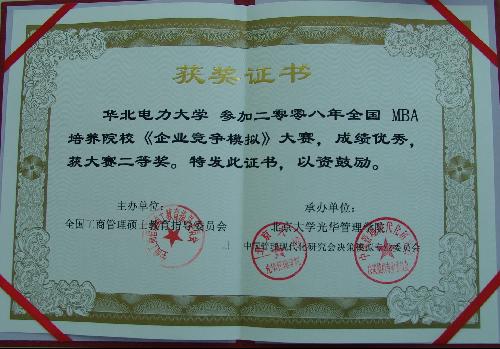 获奖证书
华北电力大学 参加二零零八年全国 MBA
培养院校《企业竞争模拟》大赛，成绩优秀，
获大赛二等奖。特发此证书，以资鼓励。
主办单位： 承办单位：
全国工商管理硕士教育指导委员会 北京大学光华管理学院
中国管理现代化研究会决策模拟专业委员会